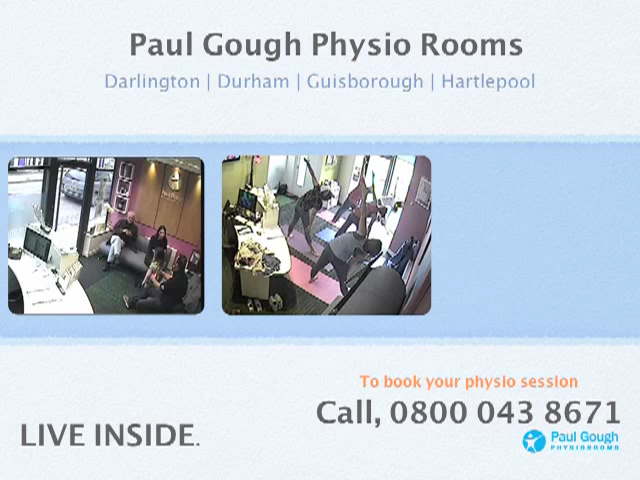 Paul Gough Physio Rooms
Darlington | Durham | Guisborough | Hartlepool
To book your physio session
Call, 0800 043 8671
LIVE INSIDE.
Paul Gough
PHYSIOROOMS